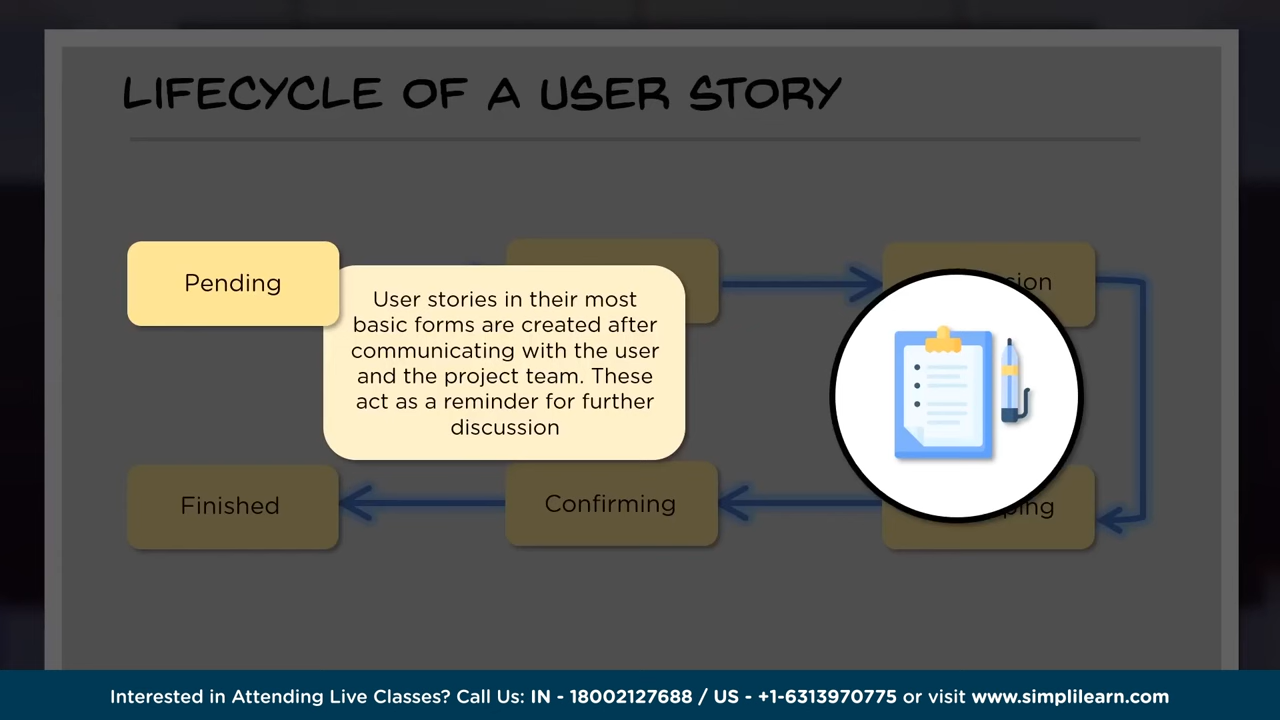 LIFECYCLE OF A USER STORY
Pending
User stories in their most
basic forms are created after
communicating with the user
and the project team. These
act as a reminder for further
discussion
Finished
Confirming
Interested in Attending Live Classes? Call Us: IN - 18002127688 / US - +1-6313970775 or visit www.simplilearn.com